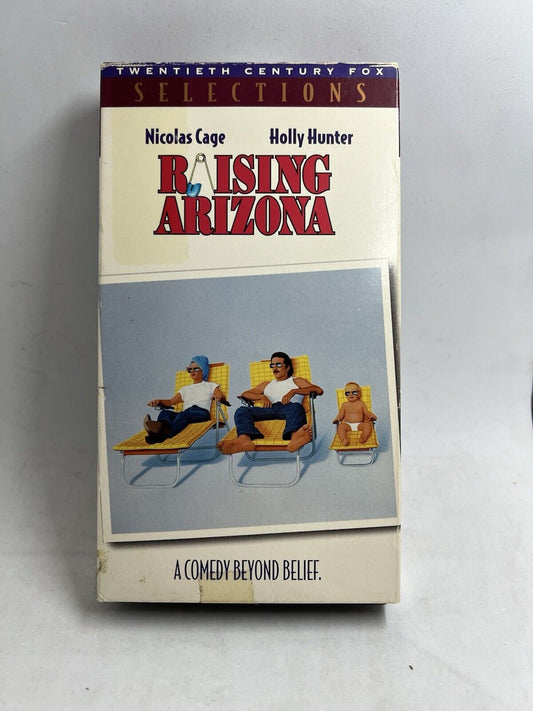 TWENTIETH CENTURY FOX
SELECTIONS
Nicolas Cage Holly Hunter
RAISING
ARIZONA
A COMEDY BEYOND BELIEF.